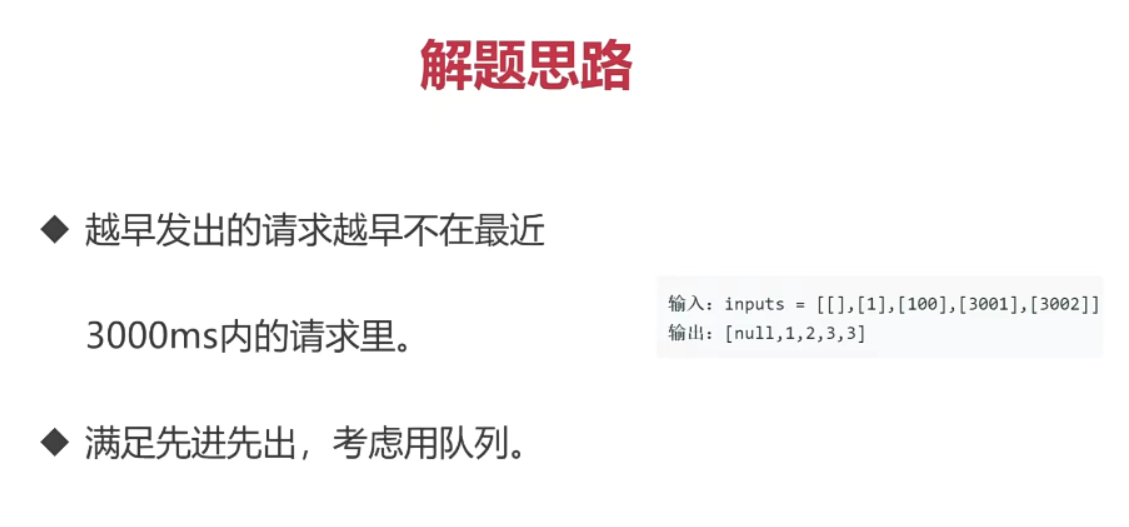 解题思路
◆ 越早发出的请求越早不在最近
3000ms内的请求里。
◆ 满足先进先出，考虑用队列。
输入：inputs = [[],[1],[100],[3001],[3002]]
输出：[null,1,2,3,3]